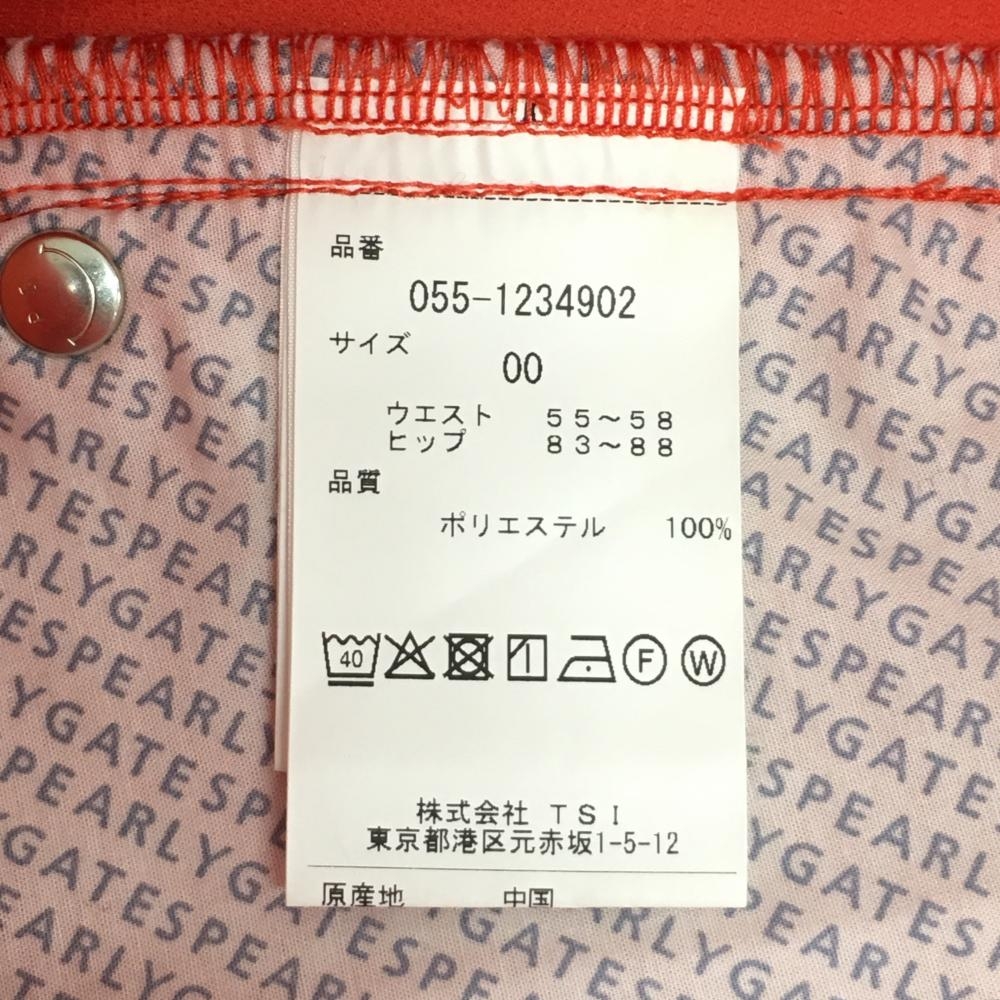 品番
055-1234902
サイズ
00
ウエスト 55～58
ヒップ 83～88
品質
ポリエステル 100%
40
F
W
株式会社 TSI
東京都港区元赤坂1-5-12
原産地 中国
PEARLYGATESPEARLYGATES